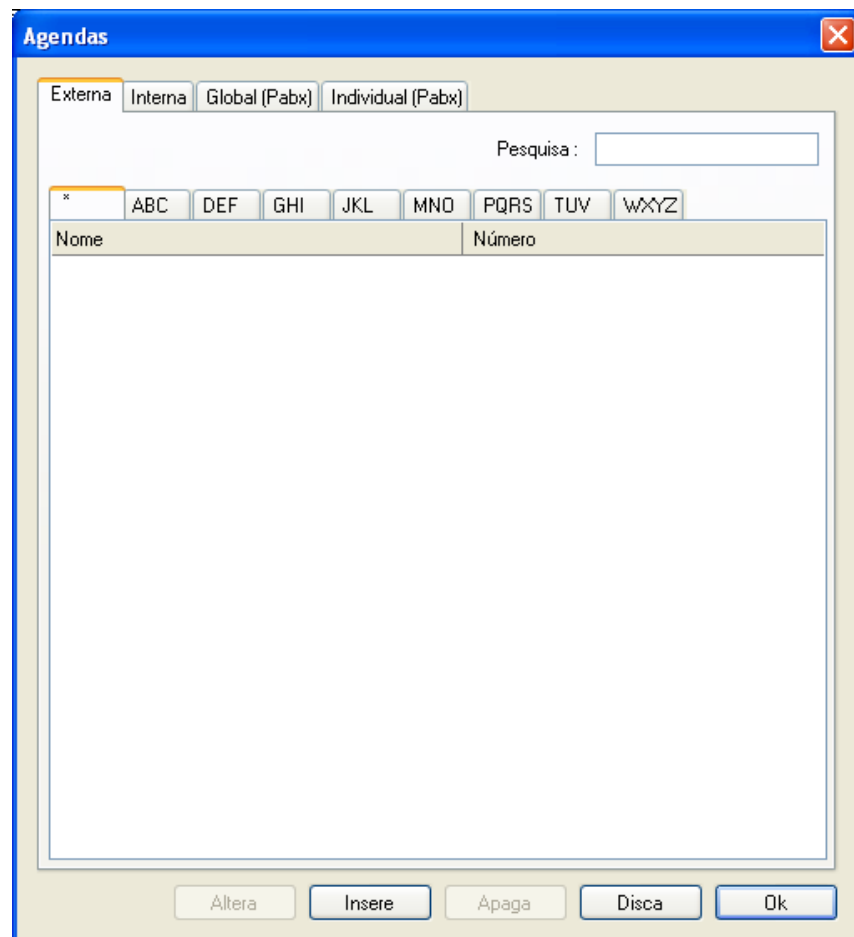 Agendas
Externa Interna Global (Pabx) Individual (Pabx)
Pesquisa :
* ABC DEF GHI JKL MNO PQRS TUV WXYZ
Nome Número
Altera Insere Apaga Disca Ok